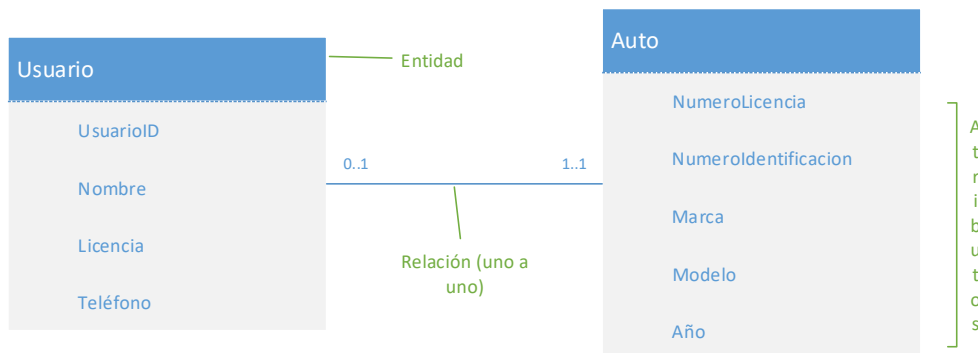 Usuario
UsuarioID
Nombre
Licencia
Teléfono
Entidad
0..1
1..1
Relación (uno a
uno)
Auto
NumeroLicencia
NumeroIdentificacion
Marca
Modelo
Año
A
t
r
i
b
u
t
o
s